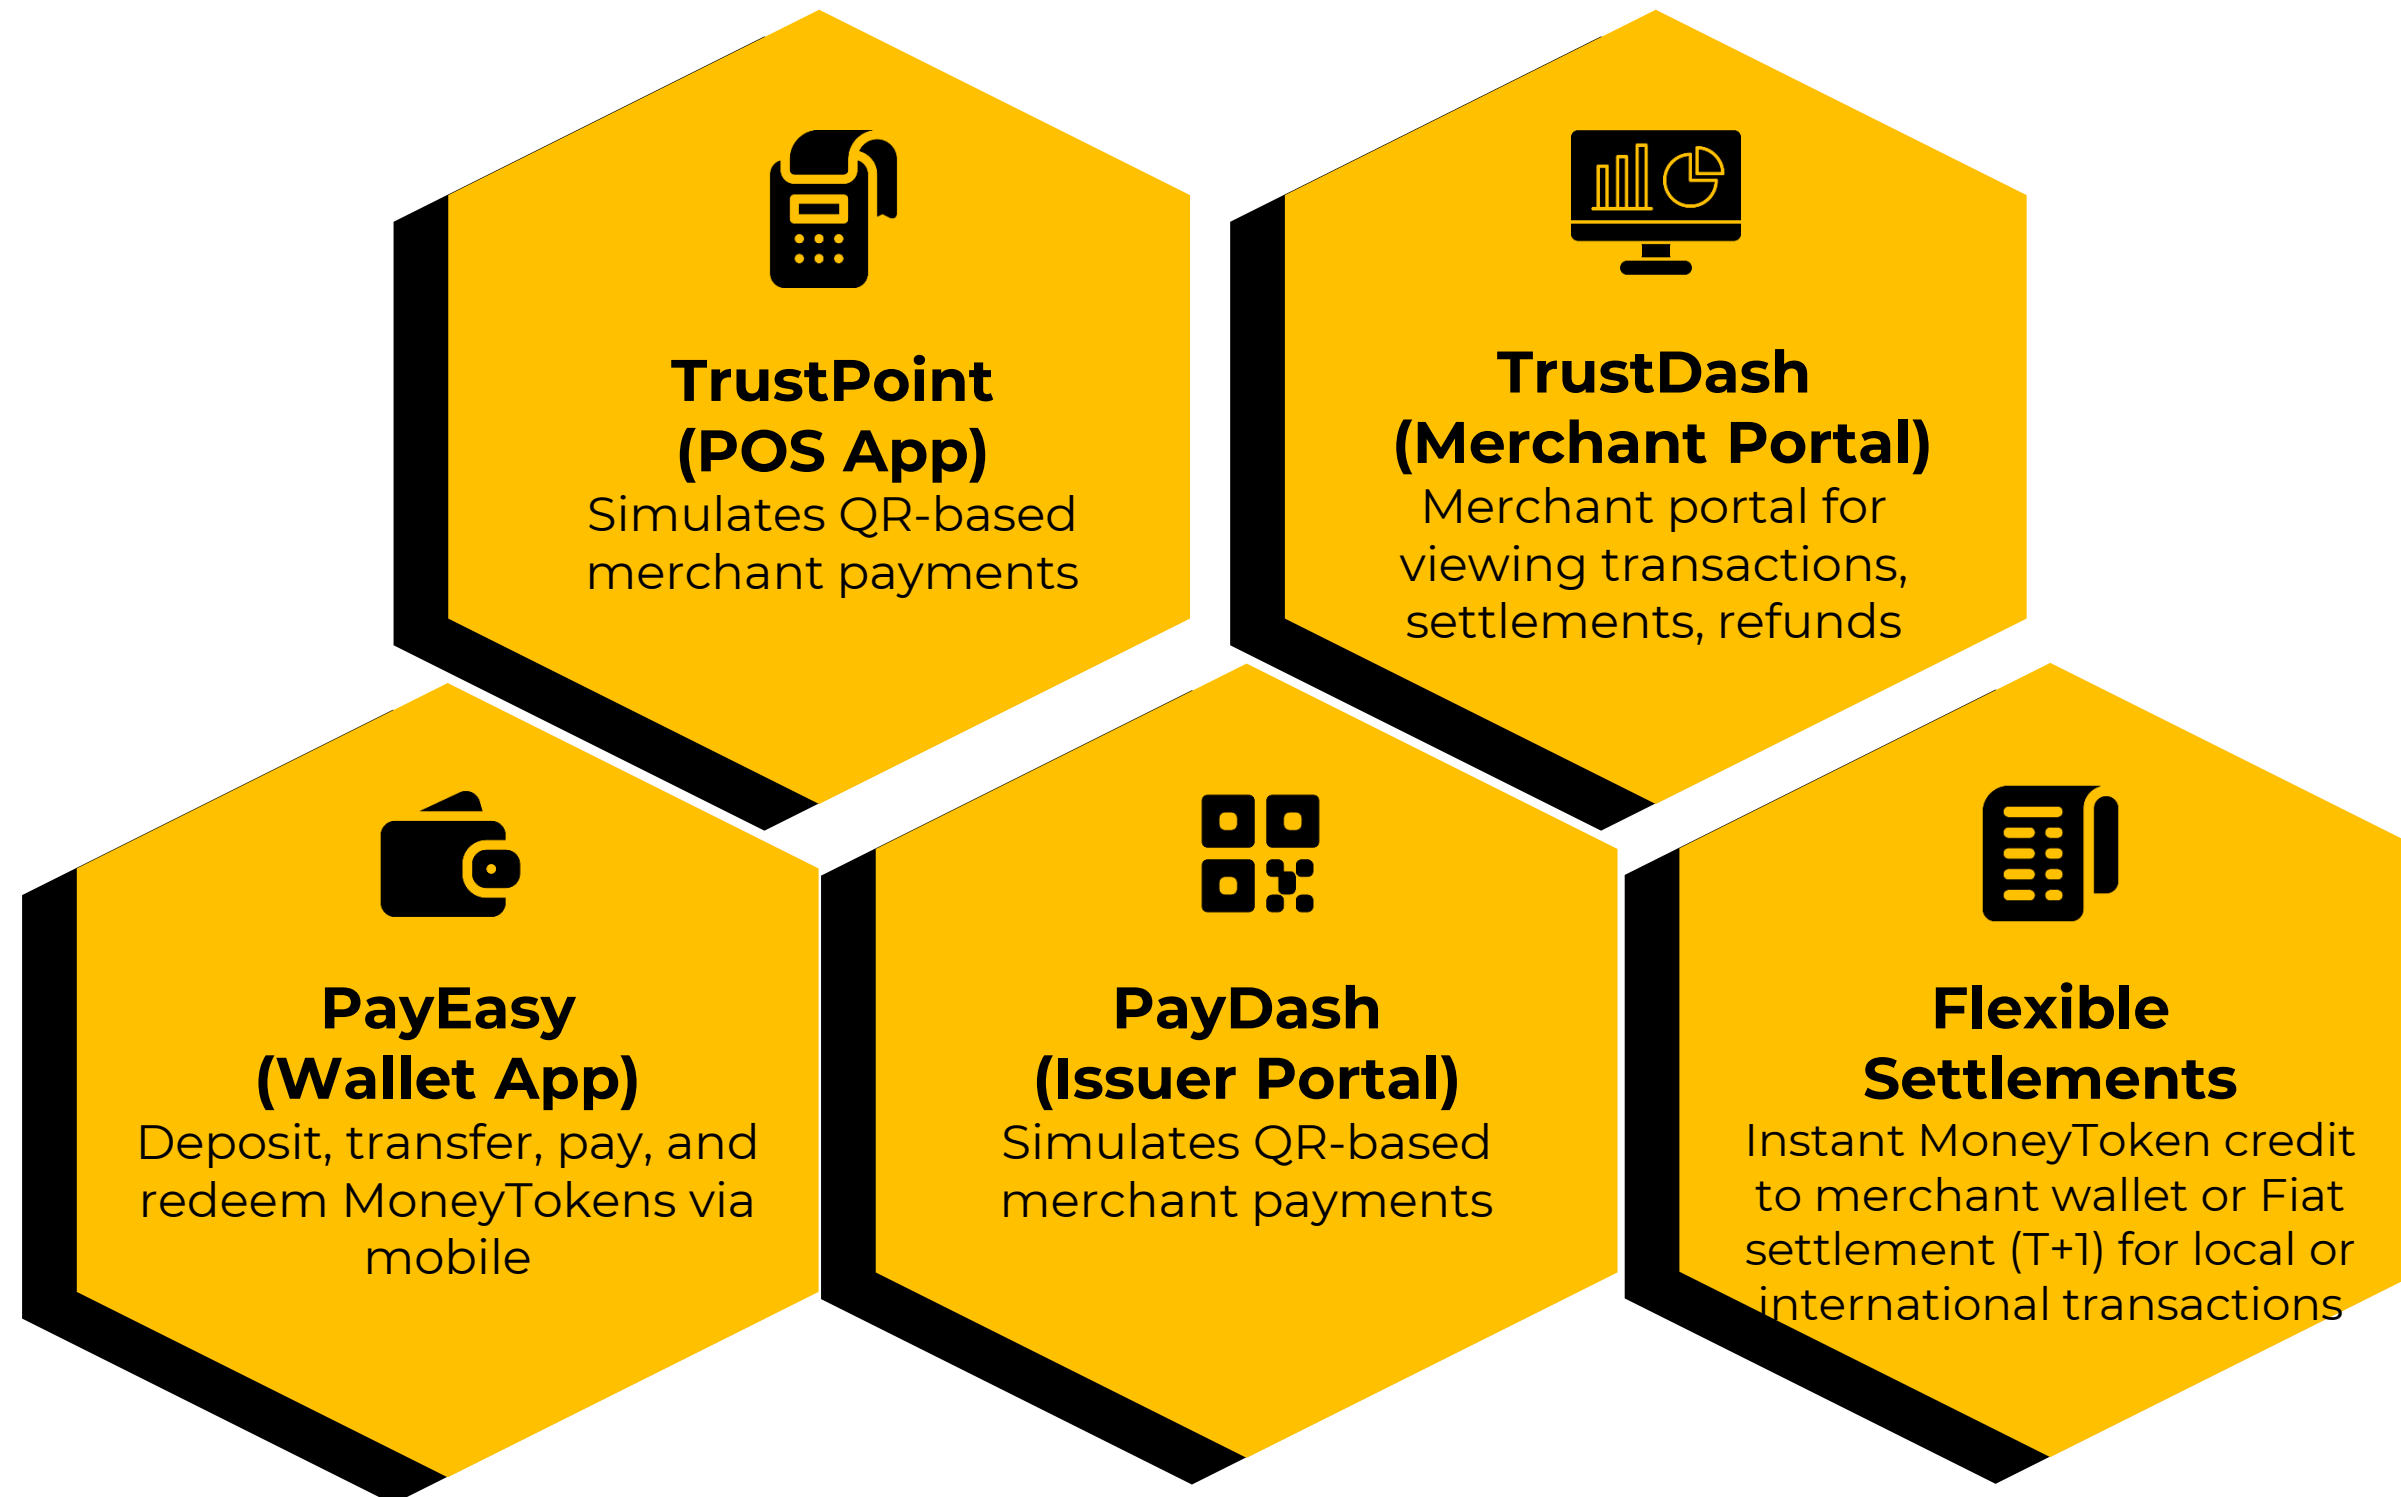 TrustPoint
(POS App)
Simulates QR-based
merchant payments
TrustDash
(Merchant Portal)
Merchant portal for
viewing transactions,
settlements, refunds
PayEasy
(Wallet App)
Deposit, transfer, pay, and
redeem MoneyTokens via
mobile
PayDash
(Issuer Portal)
Simulates QR-based
merchant payments
Flexible
Settlements
Instant MoneyToken credit
to merchant wallet or Fiat
settlement (T+1) for local or
international transactions